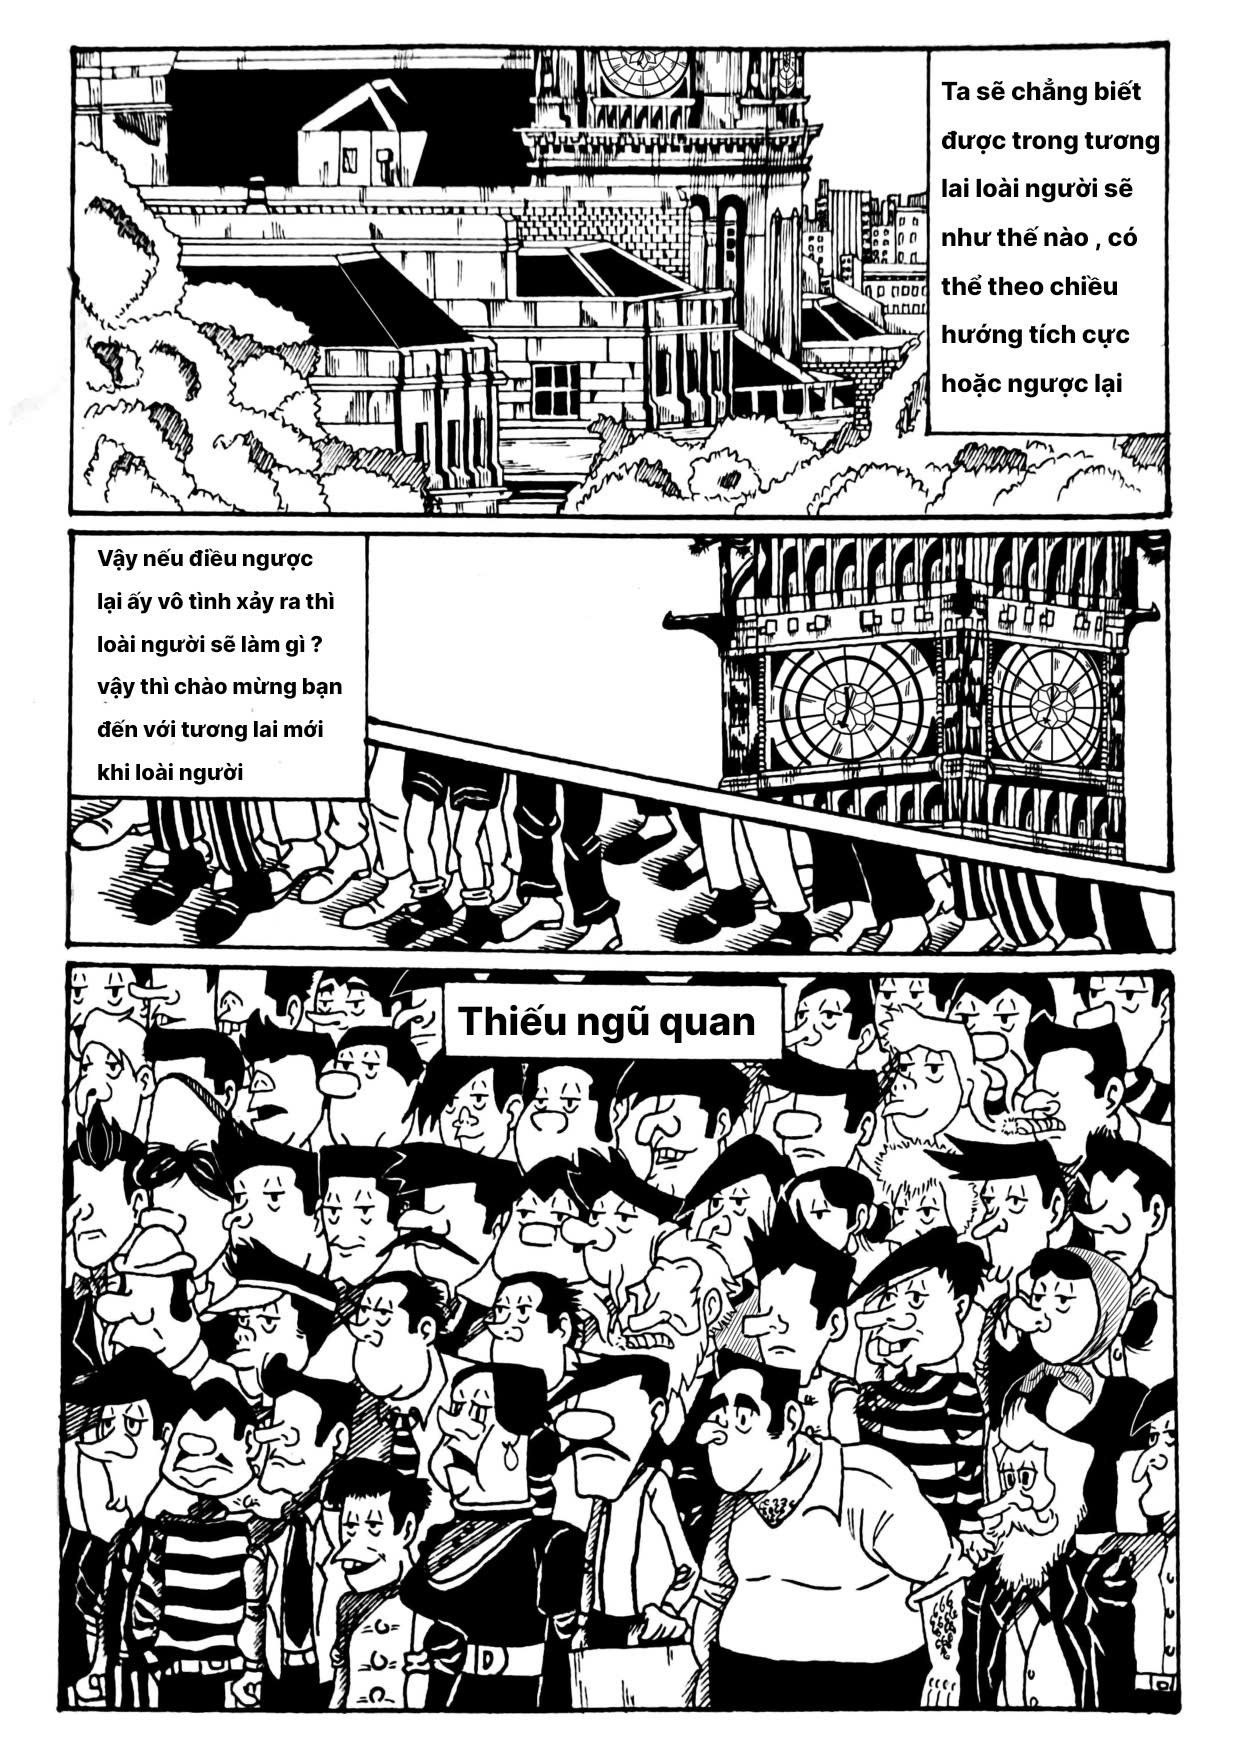 Ta sẽ chẳng biết
được trong tương
lai loài người sẽ
như thế nào , có
thể theo chiều
hướng tích cực
hoặc ngược lại
Vậy nếu điều ngược
lại ấy vô tình xảy ra thì
loài người sẽ làm gì ?
vậy thì chào mừng bạn
đến với tương lai mới
khi loài người
Thiếu ngũ quan
D